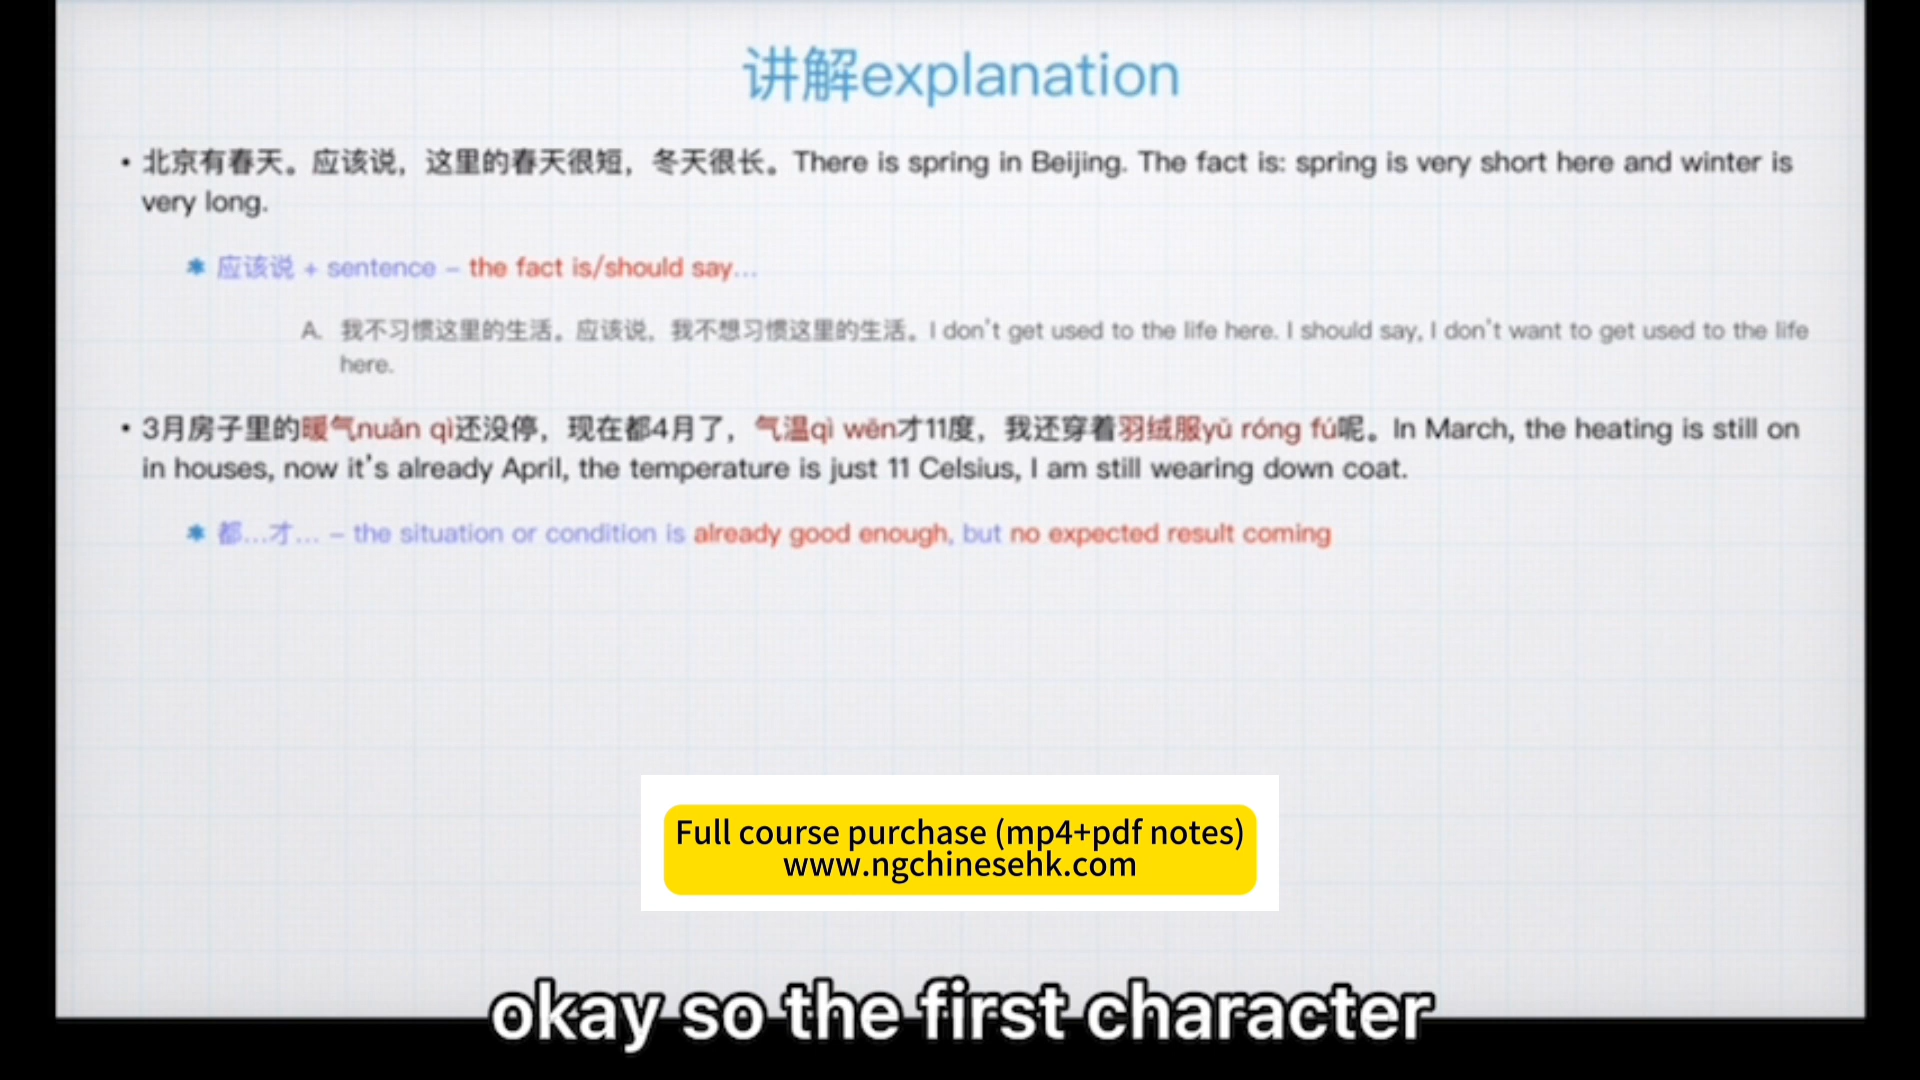 讲解explanation
• 北京有春天。应该说，这里的春天很短，冬天很长。There is spring in Beijing. The fact is: spring is very short here and winter is
very long.
✱ 应该说 + sentence – the fact is/should say...
A. 我不习惯这里的生活。应该说，我不想习惯这里的生活。I don't get used to the life here. I should say, I don't want to get used to the life
here.
• 3月房子里的暖气nuǎn qì还没停，现在都4月了，气温qì wēn才11度，我还穿着羽绒服yǔ róng fú呢。In March, the heating is still on
in houses, now it's already April, the temperature is just 11 Celsius, I am still wearing down coat.
✱ 都...才... – the situation or condition is already good enough, but no expected result coming
Full course purchase (mp4+pdf notes)
www.ngchinesehk.com
okay so the first character